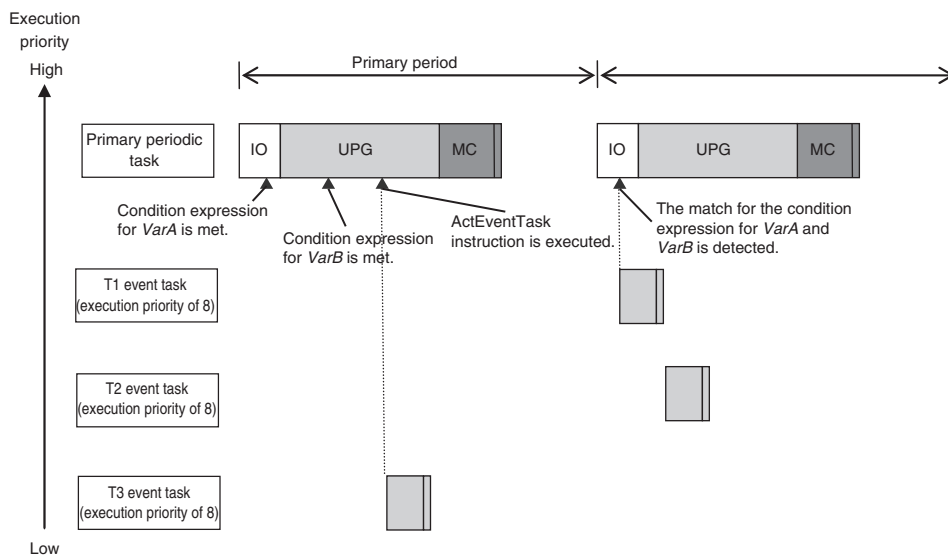 Execution
priority
High
Primary period
Primary periodic
task
IO
UPG
MC
IO
UPG
MC
Condition expression
for VarA is met.
Condition expression
for VarB is met.
ActEventTask
instruction is executed.
The match for the condition
expression for VarA and
VarB is detected.
T1 event task
(execution priority of 8)
T2 event task
(execution priority of 8)
T3 event task
(execution priority of 8)
Low